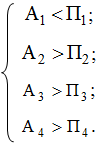 А₁ < П₁;
А₂ > П₂;
А₃ > П₃;
А₄ > П₄.